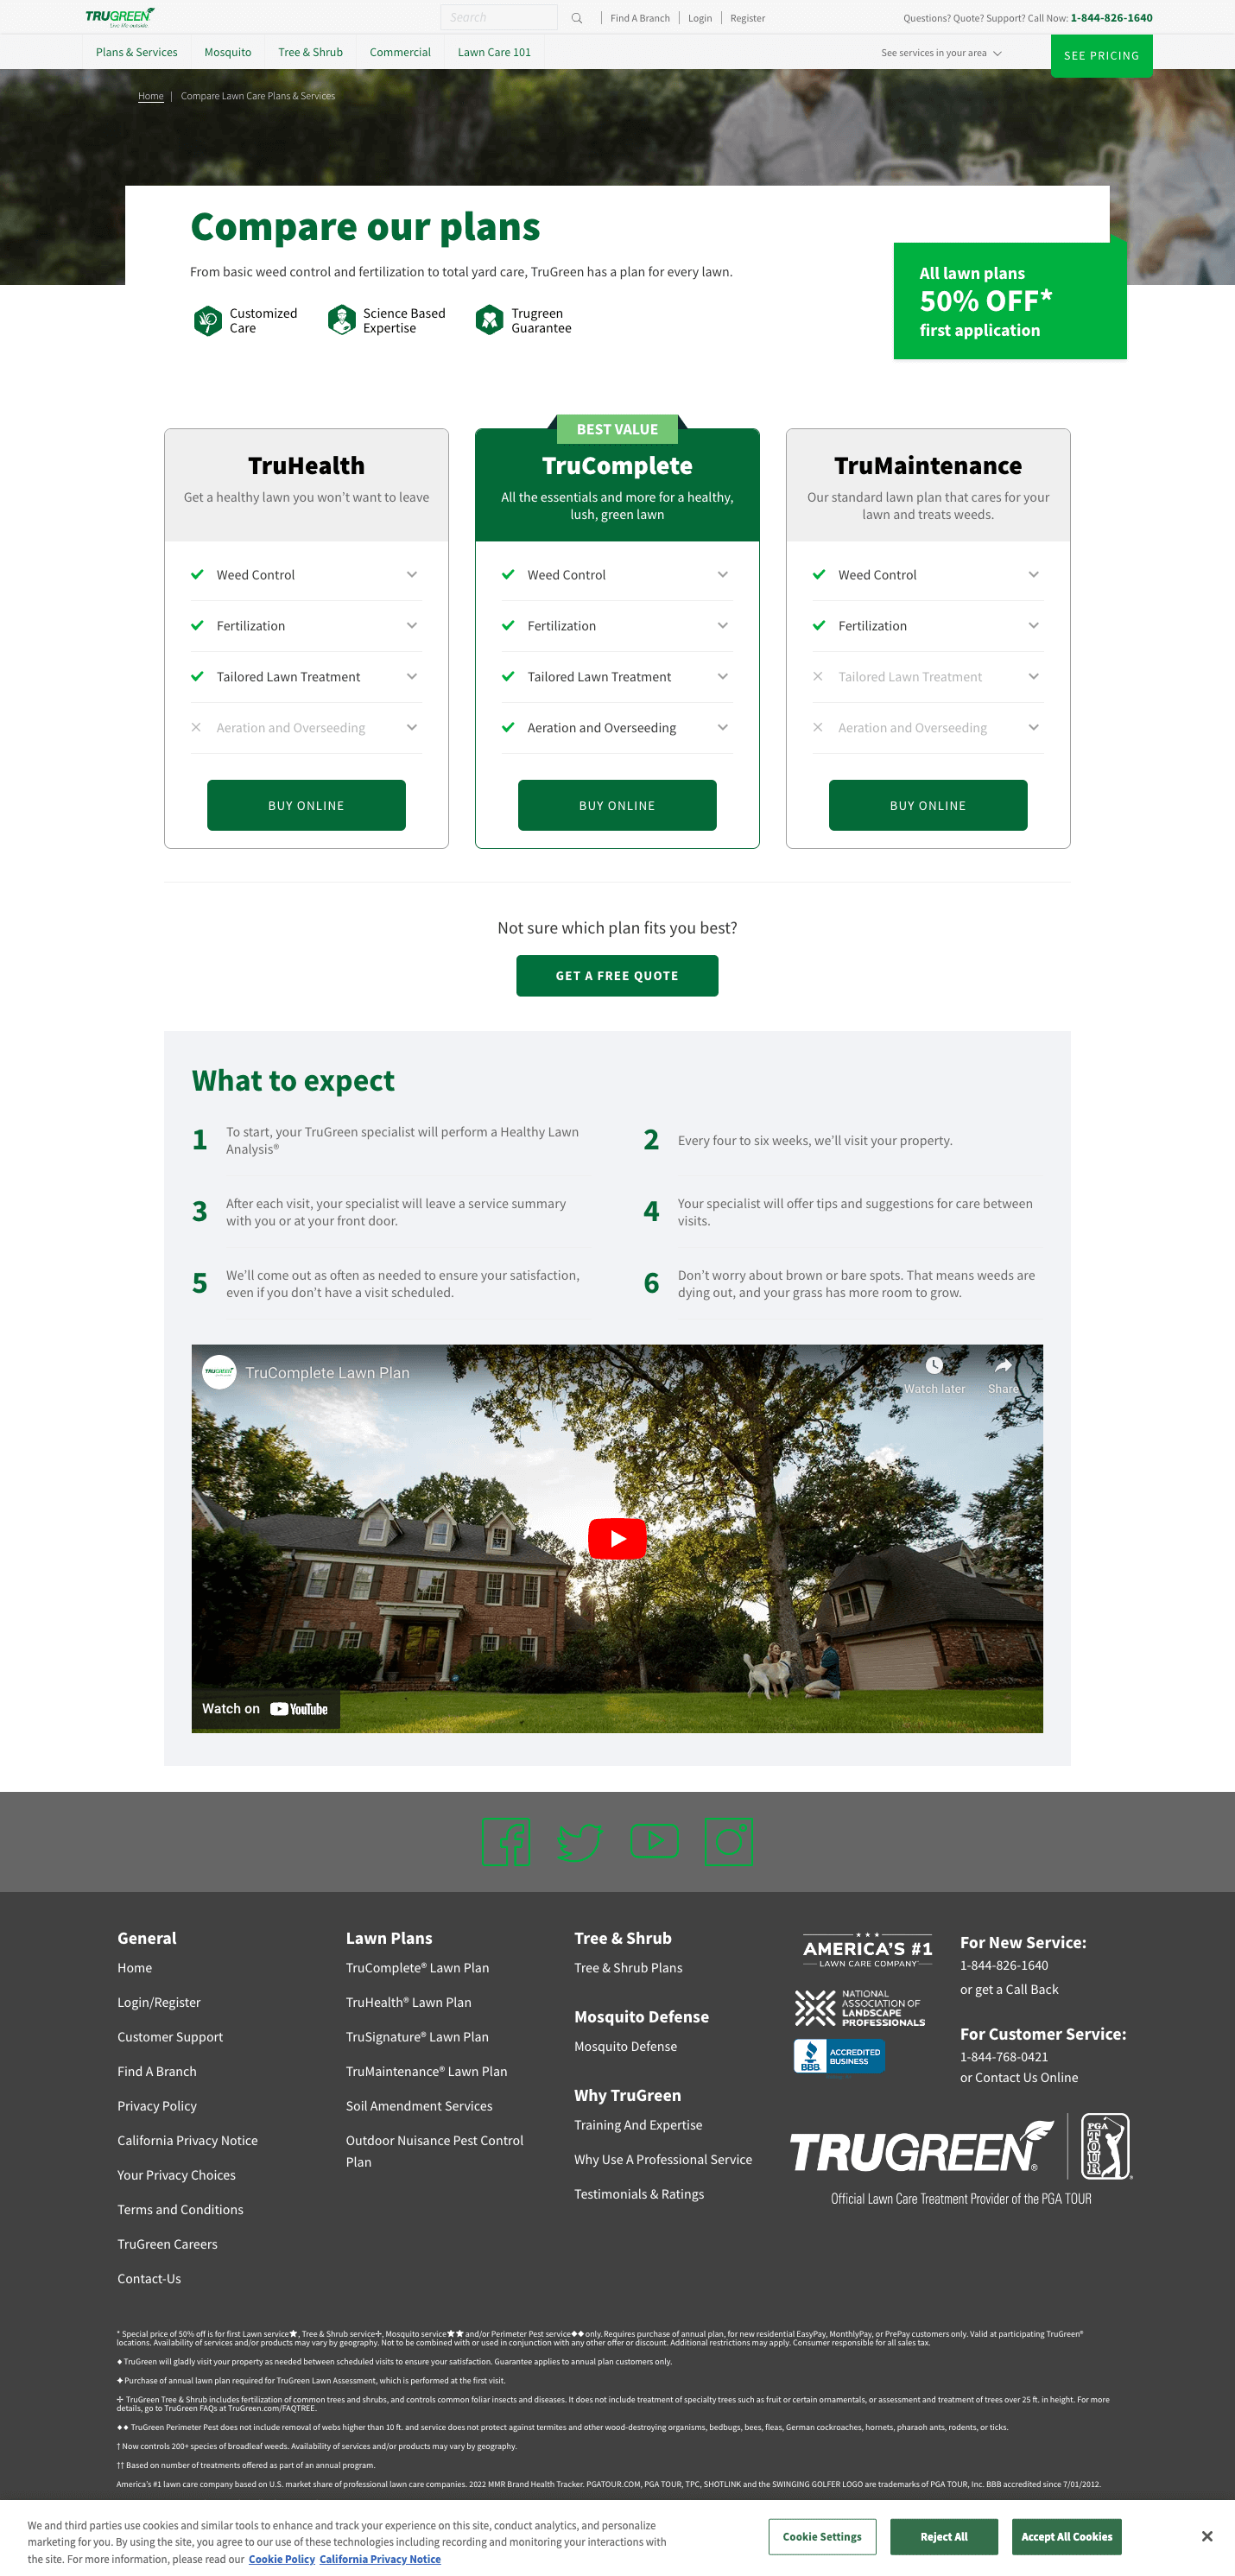 TRUGREEN
Live life outside.
Search
Find A Branch
Login
Register
Questions? Quote? Support? Call Now: 1-844-826-1640
Plans & Services
Mosquito
Tree & Shrub
Commercial
Lawn Care 101
See services in your area
SEE PRICING
Home | Compare Lawn Care Plans & Services
Compare our plans
From basic weed control and fertilization to total yard care, TruGreen has a plan for every lawn.
Customized
Care
Science Based
Expertise
Trugreen
Guarantee
All lawn plans
50% OFF*
first application
TruHealth
Get a healthy lawn you won't want to leave
Weed Control
Fertilization
Tailored Lawn Treatment
Aeration and Overseeding
BUY ONLINE
BEST VALUE
TruComplete
All the essentials and more for a healthy,
lush, green lawn
Weed Control
Fertilization
Tailored Lawn Treatment
Aeration and Overseeding
BUY ONLINE
TruMaintenance
Our standard lawn plan that cares for your
lawn and treats weeds.
Weed Control
Fertilization
Tailored Lawn Treatment
Aeration and Overseeding
BUY ONLINE
Not sure which plan fits you best?
GET A FREE QUOTE
What to expect
1 To start, your TruGreen specialist will perform a Healthy Lawn
Analysis®
2 Every four to six weeks, we'll visit your property.
3 After each visit, your specialist will leave a service summary
with you or at your front door.
4 Your specialist will offer tips and suggestions for care between
visits.
5 We'll come out as often as needed to ensure your satisfaction,
even if you don't have a visit scheduled.
6 Don't worry about brown or bare spots. That means weeds are
dying out, and your grass has more room to grow.
TRUGREEN
TruComplete Lawn Plan
Watch later
Share
Watch on YouTube
General
Home
Login/Register
Customer Support
Find A Branch
Privacy Policy
California Privacy Notice
Your Privacy Choices
Terms and Conditions
TruGreen Careers
Contact-Us
Lawn Plans
TruComplete® Lawn Plan
TruHealth® Lawn Plan
TruSignature® Lawn Plan
TruMaintenance® Lawn Plan
Soil Amendment Services
Outdoor Nuisance Pest Control
Plan
Tree & Shrub
Tree & Shrub Plans
Mosquito Defense
Mosquito Defense
Why TruGreen
Training And Expertise
Why Use A Professional Service
Testimonials & Ratings
AMERICA'S #1
LAWN CARE COMPANY
NATIONAL
ASSOCIATION OF
LANDSCAPE
PROFESSIONALS
BBB
ACCREDITED
BUSINESS
For New Service:
1-844-826-1640
or get a Call Back
For Customer Service:
1-844-768-0421
or Contact Us Online
TRUGREEN®
PGA
TOUR
Official Lawn Care Treatment Provider of the PGA TOUR
* Special price of 50% off is for first Lawn service★, Tree & Shrub service✢, Mosquito service★★ and/or Perimeter Pest service◆◆ only. Requires purchase of annual plan, for new residential EasyPay, MonthlyPay, or PrePay customers only. Valid at participating TruGreen®
locations. Availability of services and/or products may vary by geography. Not to be combined with or used in conjunction with any other offer or discount. Additional restrictions may apply. Consumer responsible for all sales tax.
◆ TruGreen will gladly visit your property as needed between scheduled visits to ensure your satisfaction. Guarantee applies to annual plan customers only.
✦ Purchase of annual lawn plan required for TruGreen Lawn Assessment, which is performed at the first visit.
✢ TruGreen Tree & Shrub includes fertilization of common trees and shrubs, and controls common foliar insects and diseases. It does not include treatment of specialty trees such as fruit or certain ornamentals, or assessment and treatment of trees over 25 ft. in height. For more
details, go to TruGreen FAQs at TruGreen.com/FAQTREE.
◆◆ TruGreen Perimeter Pest does not include removal of webs higher than 10 ft. and service does not protect against termites and other wood-destroying organisms, bedbugs, bees, fleas, German cockroaches, hornets, pharaoh ants, rodents, or ticks.
† Now controls 200+ species of broadleaf weeds. Availability of services and/or products may vary by geography.
†† Based on number of treatments offered as part of an annual program.
America's #1 lawn care company based on U.S. market share of professional lawn care companies. 2022 MMR Brand Health Tracker. PGATOUR.COM, PGA TOUR, TPC, SHOTLINK and the SWINGING GOLFER LOGO are trademarks of PGA TOUR, Inc. BBB accredited since 7/01/2012.
We and third parties use cookies and similar tools to enhance and track your experience on this site, conduct analytics, and personalize
marketing for you. By using the site, you agree to our use of these technologies including recording and monitoring your interactions with
the site. For more information, please read our Cookie Policy California Privacy Notice
Cookie Settings
Reject All
Accept All Cookies